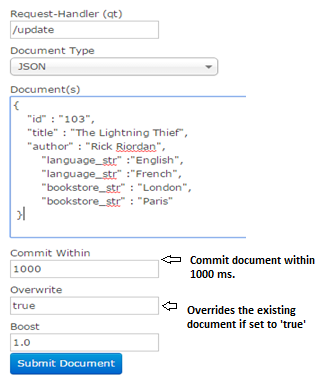 Request-Handler (qt)
/update
Document Type
JSON
Document(s)
{
"id" : "103",
"title" : "The Lightning Thief",
"author" : "Rick Riordan",
"language_str" :"English",
"language_str" :"French",
"bookstore_str" : "London",
"bookstore_str" : "Paris"
}
Commit Within
1000
Commit document within
1000 ms.
Overwrite
true
Overrides the existing
document if set to 'true'
Boost
1.0
Submit Document